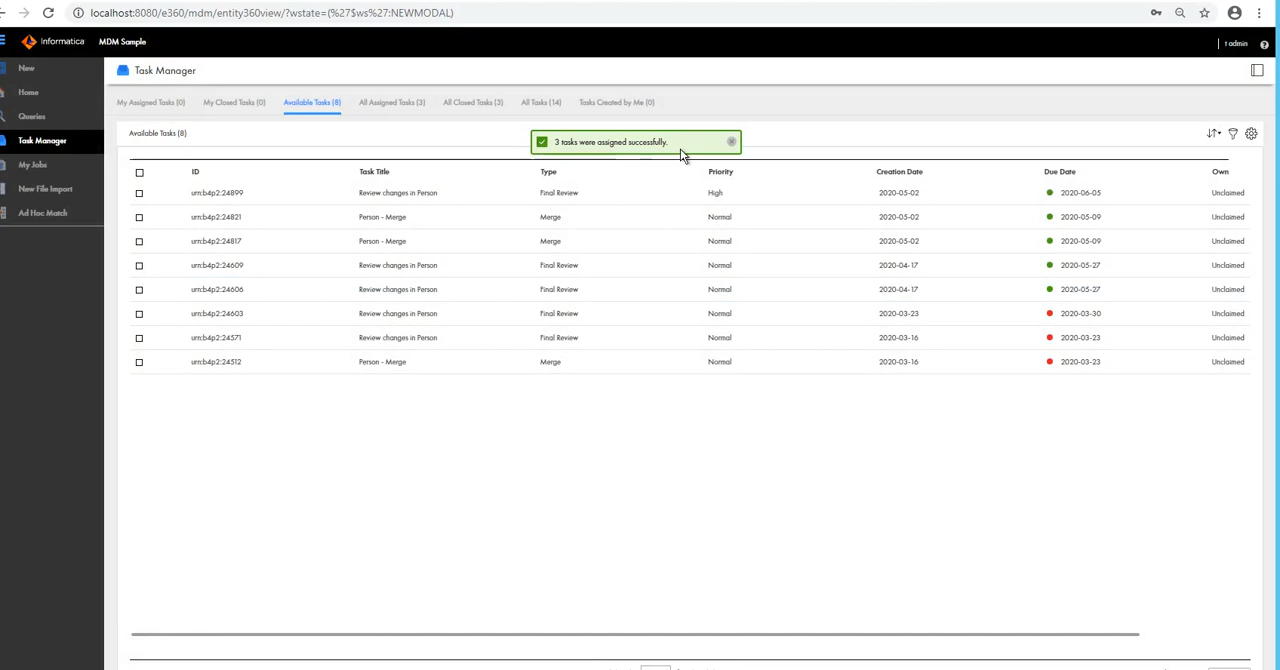 localhost:8080/e360/mdm/entity360view/?wstate=(%27$ws%27:NEWMODAL)
Informatica MDM Sample t admin
New
Home
Queries
Task Manager
My Jobs
New File Import
Ad Hoc Match
Task Manager
My Assigned Tasks (0) My Closed Tasks (0) Available Tasks (8) All Assigned Tasks (3) All Closed Tasks (3) All Tasks (14) Tasks Created by Me (0)
Available Tasks (8)
3 tasks were assigned successfully.
ID Task Title Type Priority Creation Date Due Date Own
urn:b4p2:24899 Review changes in Person Final Review High 2020-05-02 2020-06-05 Unclaimed
urn:b4p2:24821 Person - Merge Merge Normal 2020-05-02 2020-05-09 Unclaimed
urn:b4p2:24817 Person - Merge Merge Normal 2020-05-02 2020-05-09 Unclaimed
urn:b4p2:24609 Review changes in Person Final Review Normal 2020-04-17 2020-05-27 Unclaimed
urn:b4p2:24606 Review changes in Person Final Review Normal 2020-04-17 2020-05-27 Unclaimed
urn:b4p2:24603 Review changes in Person Final Review Normal 2020-03-23 2020-03-30 Unclaimed
urn:b4p2:24571 Review changes in Person Final Review Normal 2020-03-16 2020-03-23 Unclaimed
urn:b4p2:24512 Person - Merge Merge Normal 2020-03-16 2020-03-23 Unclaimed